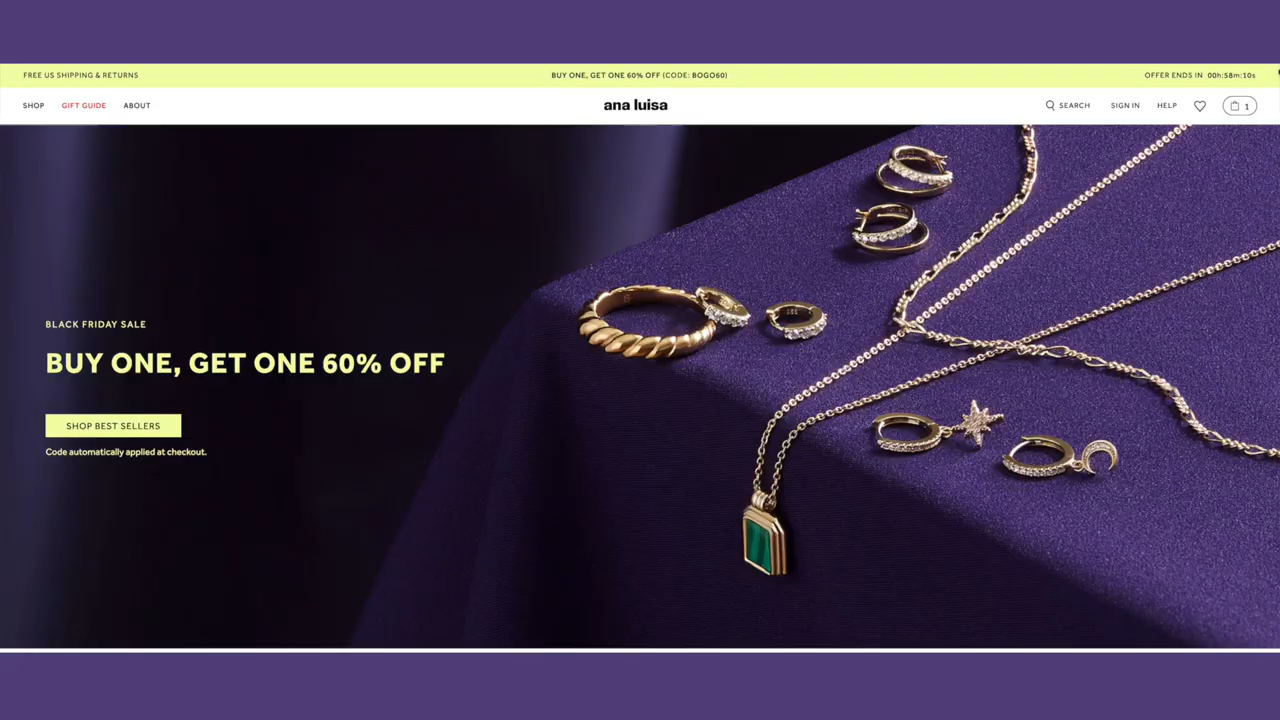 FREE US SHIPPING & RETURNS
BUY ONE, GET ONE 60% OFF (CODE: BOGO60)
OFFER ENDS IN 00h:58m:10s
SHOP GIFT GUIDE ABOUT
ana luisa
SEARCH SIGN IN HELP 1
BLACK FRIDAY SALE
BUY ONE, GET ONE 60% OFF
SHOP BEST SELLERS
Code automatically applied at checkout.